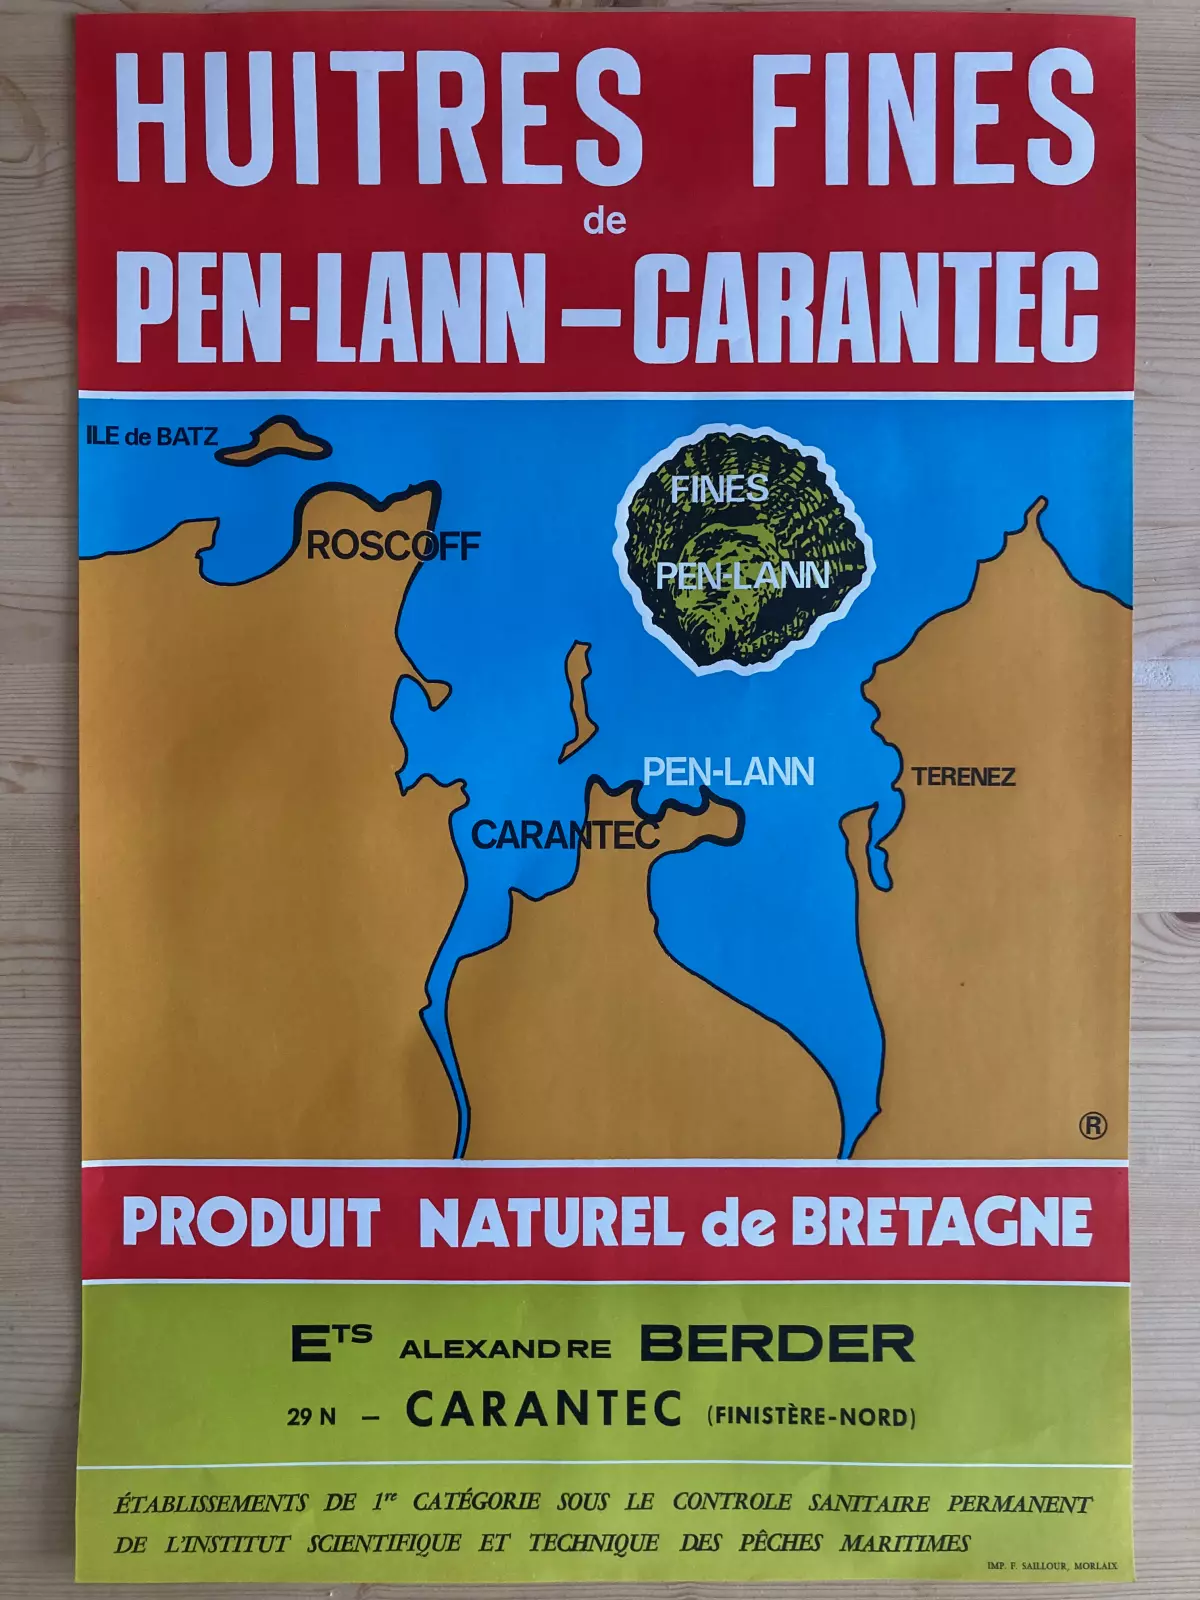 HUITRES FINES
de
PEN-LANN–CARANTEC
ILE de BATZ
FINES
ROSCOFF
PEN-LANN
PEN-LANN
TERENEZ
CARANTEC
®
PRODUIT NATUREL de BRETAGNE
ETS ALEXANDRE BERDER
29 N – CARANTEC (FINISTÈRE-NORD)
ÉTABLISSEMENTS DE 1re CATÉGORIE SOUS LE CONTROLE SANITAIRE PERMANENT
DE L'INSTITUT SCIENTIFIQUE ET TECHNIQUE DES PÊCHES MARITIMES
IMP. F. SAILLOUR, MORLAIX